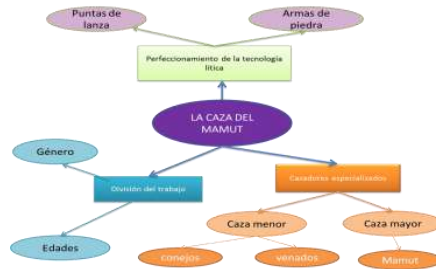 Puntas de
lanza
Armas de
piedra
Perfeccionamiento de la tecnología
lítica
LA CAZA DEL
MAMUT
Género
División del trabajo
Edades
Cazadores especializados
Caza menor
Caza mayor
conejos
venados
Mamut